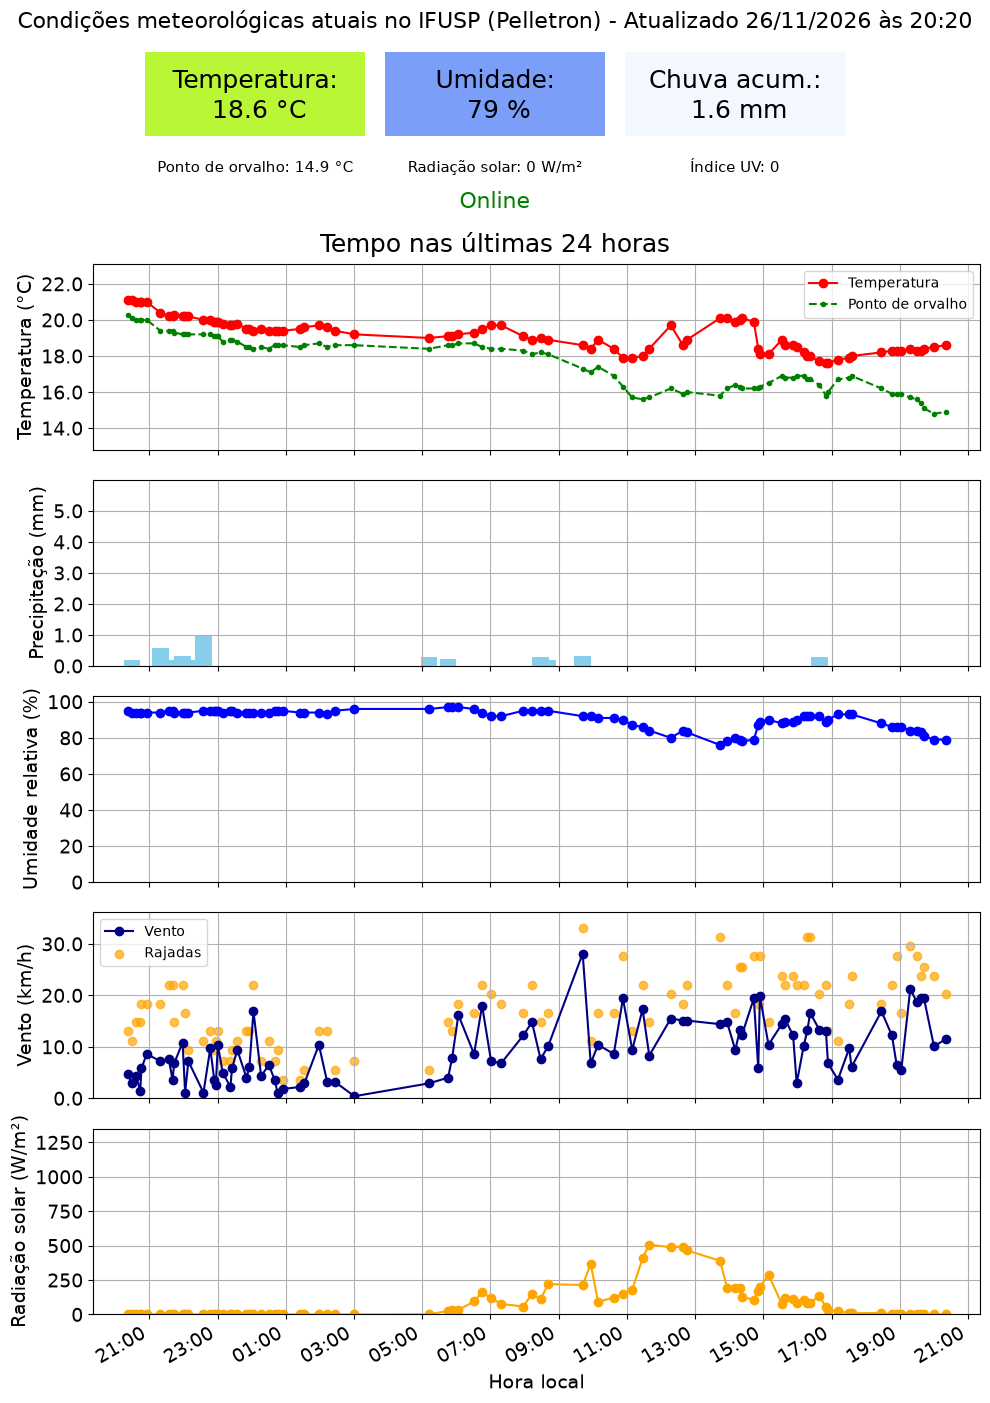 Condições meteorológicas atuais no IFUSP (Pelletron) - Atualizado 26/11/2026 às 20:20
Temperatura:
18.6 °C
Umidade:
79 %
Chuva acum.:
1.6 mm
Ponto de orvalho: 14.9 °C
Radiação solar: 0 W/m²
Índice UV: 0
Online
Tempo nas últimas 24 horas
Temperatura (°C)
22.0
20.0
18.0
16.0
14.0
Temperatura
Ponto de orvalho
Precipitação (mm)
5.0
4.0
3.0
2.0
1.0
0.0
Umidade relativa (%)
100
80
60
40
20
0
Vento (km/h)
30.0
20.0
10.0
0.0
Vento
Rajadas
Radiação solar (W/m²)
1250
1000
750
500
250
0
21:00
23:00
01:00
03:00
05:00
07:00
09:00
11:00
13:00
15:00
17:00
19:00
21:00
Hora local